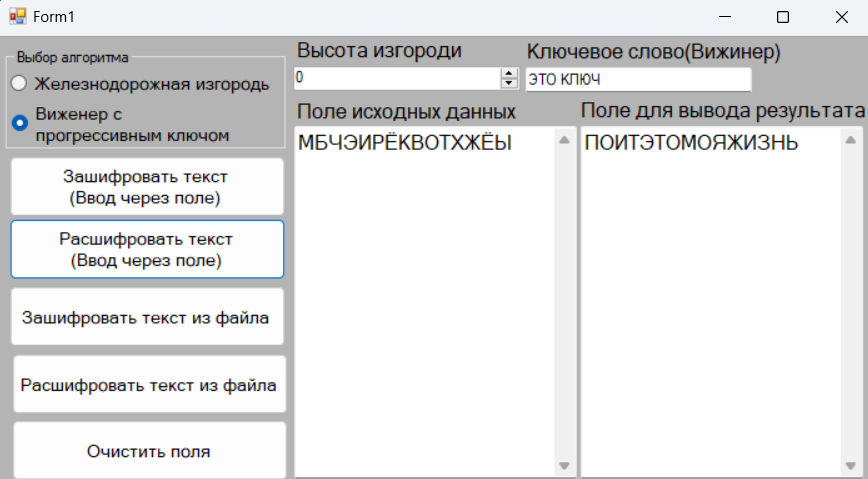 Form1
Выбор алгоритма
Железнодорожная изгородь
Виженер с
прогрессивным ключом
Зашифровать текст
(Ввод через поле)
Расшифровать текст
(Ввод через поле)
Зашифровать текст из файла
Расшифровать текст из файла
Очистить поля
Высота изгороди
0
Ключевое слово(Вижинер)
ЭТО КЛЮЧ
Поле исходных данных
МБЧЭИРЁКВОТХЖЁЫ
Поле для вывода результата
ПОИТЭТОМОЯЖИЗНЬ